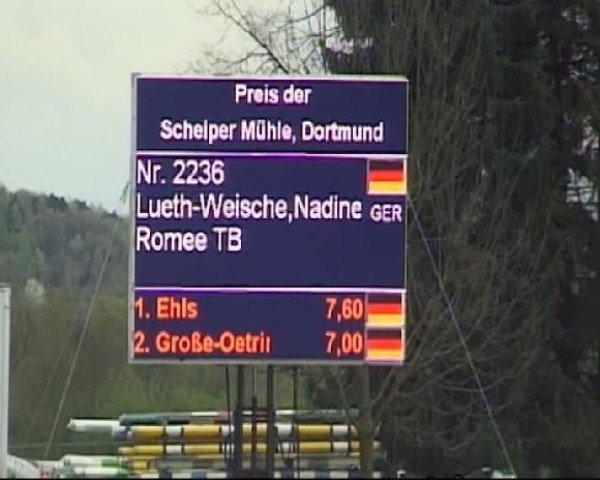 Preis der
Schelper Mühle, Dortmund
Nr. 2236
Lueth-Weische,Nadine GER
Romee TB
1. Ehls 7,60
2. Große-Oetrii 7,00